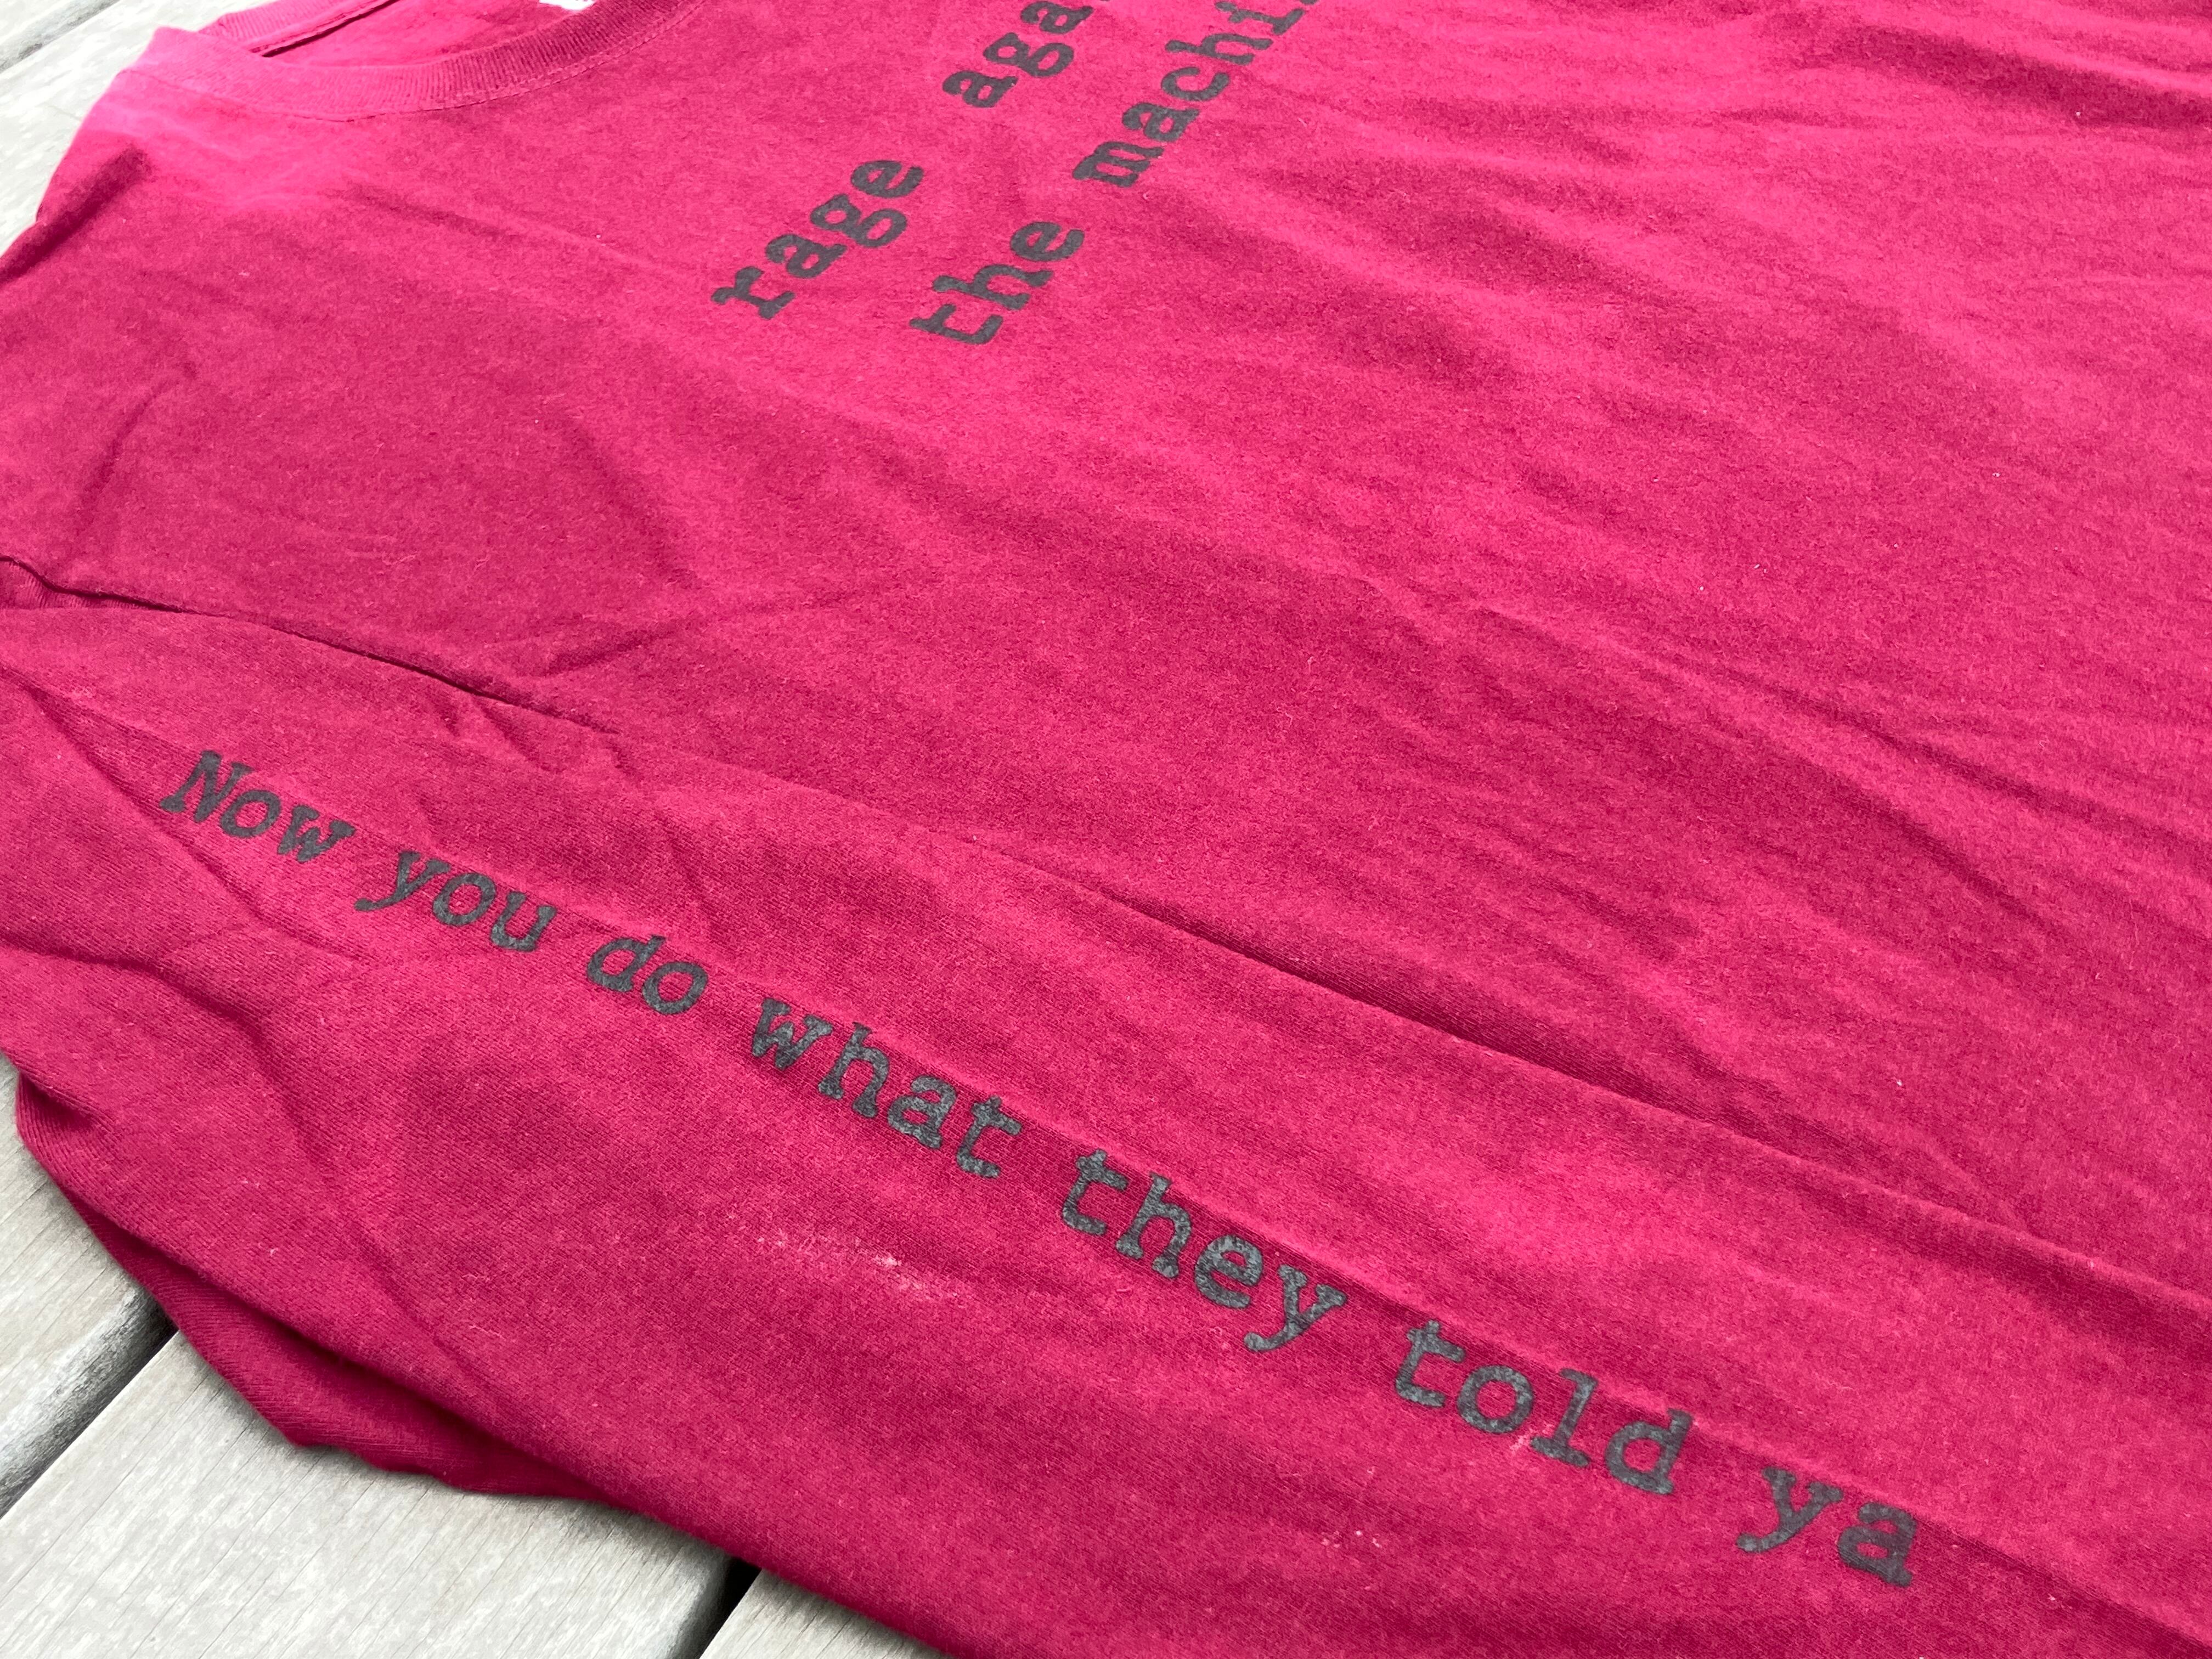 rage
the
Now you do what they told ya